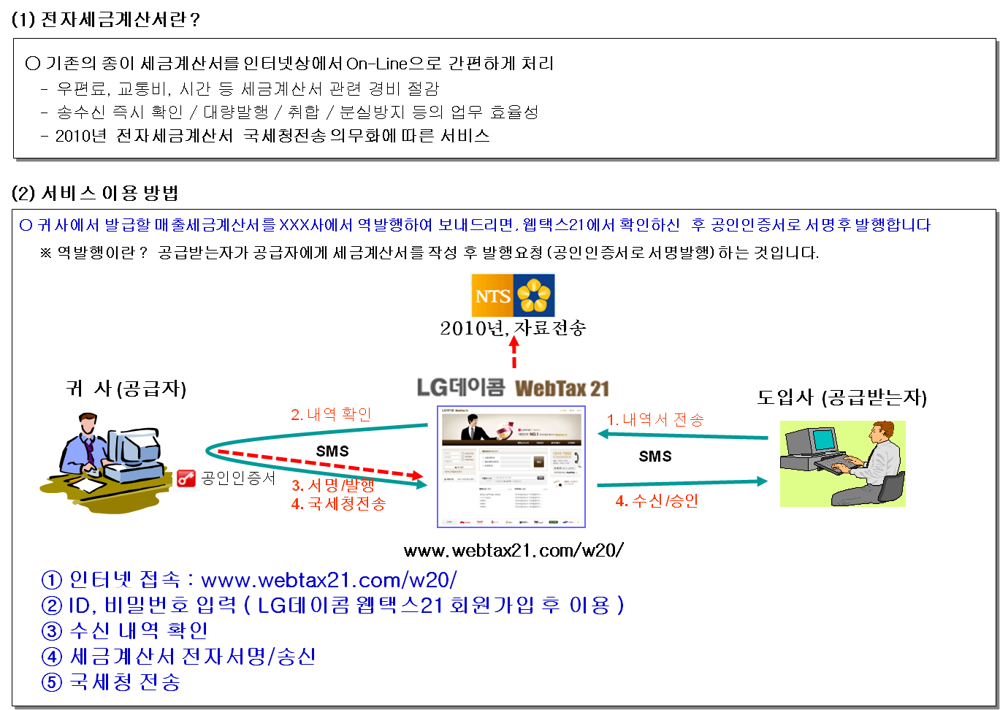 (1) 전자세금계산서란 ?
○ 기존의 종이 세금계산서를 인터넷상에서 On-Line으로 간편하게 처리
- 우편료, 교통비, 시간 등 세금계산서 관련 경비 절감
- 송수신 즉시 확인 / 대량발행 / 취합 / 분실방지 등의 업무 효율성
- 2010년 전자세금계산서 국세청전송 의무화에 따른 서비스
(2) 서비스 이용 방법
○ 귀사에서 발급할 매출세금계산서를 XXX사에서 역발행하여 보내드리면, 웹택스21에서 확인하신 후 공인인증서로 서명후 발행합니다
※ 역발행이란 ? 공급받는자가 공급자에게 세금계산서를 작성 후 발행요청 (공인인증서로 서명발행) 하는 것입니다.
NTS
2010년, 자료전송
귀 사 (공급자)
LG데이콤 WebTax 21
도입사 (공급받는자)
2. 내역 확인
1. 내역서 전송
SMS
SMS
공인인증서
3. 서명/발행
4. 국세청전송
4. 수신/승인
www.webtax21.com/w20/
① 인터넷 접속 : www.webtax21.com/w20/
② ID, 비밀번호 입력 ( LG데이콤 웹택스21 회원가입 후 이용 )
③ 수신 내역 확인
④ 세금계산서 전자서명/송신
⑤ 국세청 전송